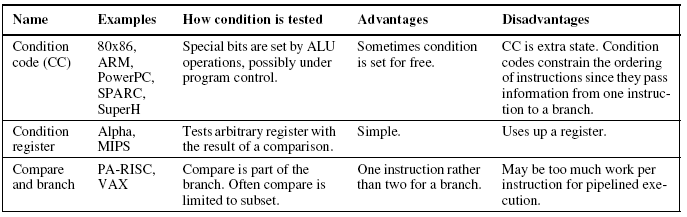 Name Examples How condition is tested Advantages Disadvantages
Condition 80x86, Special bits are set by ALU Sometimes condition CC is extra state. Condition
code (CC) ARM, operations, possibly under is set for free. codes constrain the ordering
PowerPC, program control. of instructions since they pass
SPARC, information from one instruc-
SuperH tion to a branch.
Condition Alpha, Tests arbitrary register with Simple. Uses up a register.
register MIPS the result of a comparison.
Compare PA-RISC, Compare is part of the One instruction rather May be too much work per
and branch VAX branch. Often compare is than two for a branch. instruction for pipelined exe-
limited to subset. cution.